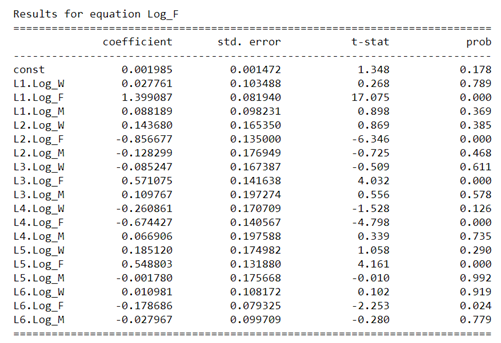 Results for equation Log_F
==============================================================================
coefficient std. error t-stat prob
------------------------------------------------------------------------------
const 0.001985 0.001472 1.348 0.178
L1.Log_W 0.027761 0.103488 0.268 0.789
L1.Log_F 1.399087 0.081940 17.075 0.000
L1.Log_M 0.088189 0.098231 0.898 0.369
L2.Log_W 0.143680 0.165350 0.869 0.385
L2.Log_F -0.856677 0.135000 -6.346 0.000
L2.Log_M -0.128299 0.176949 -0.725 0.468
L3.Log_W -0.085247 0.167387 -0.509 0.611
L3.Log_F 0.571075 0.141638 4.032 0.000
L3.Log_M 0.109767 0.197274 0.556 0.578
L4.Log_W -0.260861 0.170709 -1.528 0.126
L4.Log_F -0.674427 0.140567 -4.798 0.000
L4.Log_M 0.066906 0.197588 0.339 0.735
L5.Log_W 0.185120 0.174982 1.058 0.290
L5.Log_F 0.548803 0.131880 4.161 0.000
L5.Log_M -0.001780 0.175668 -0.010 0.992
L6.Log_W 0.010981 0.108172 0.102 0.919
L6.Log_F -0.178686 0.079325 -2.253 0.024
L6.Log_M -0.027967 0.099709 -0.280 0.779
==============================================================================